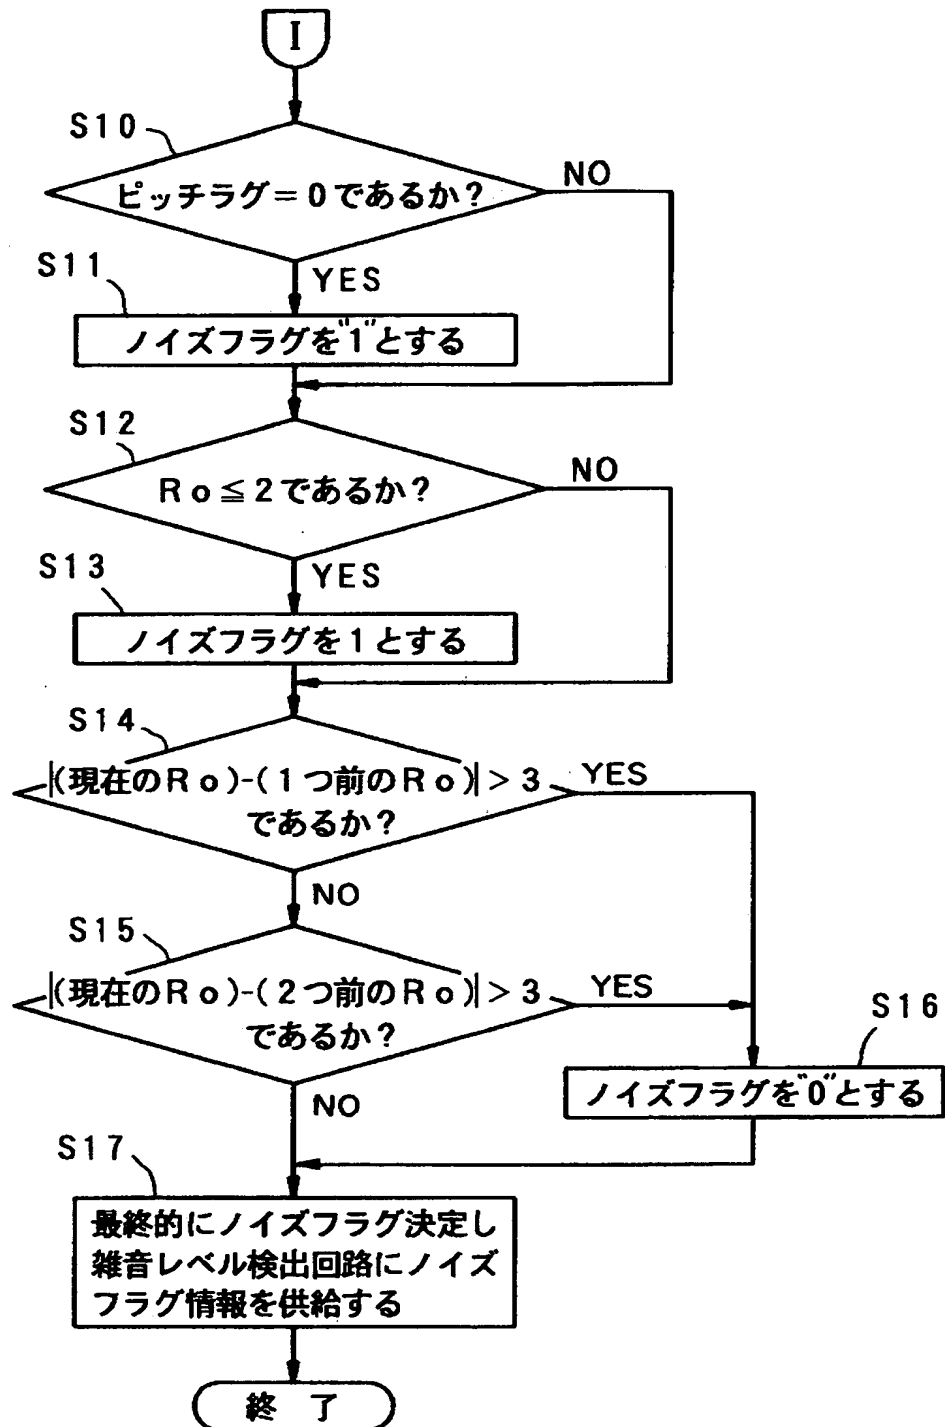 I
S10
ピッチラグ=0であるか?
NO
YES
S11
ノイズフラグを"1"とする
S12
Ro≦2であるか?
NO
YES
S13
ノイズフラグを1とする
S14
|(現在のRo)-(1つ前のRo)|>3
であるか?
YES
NO
S15
|(現在のRo)-(2つ前のRo)|>3
であるか?
YES
NO
S16
ノイズフラグを"0"とする
S17
最終的にノイズフラグ決定し
雑音レベル検出回路にノイズ
フラグ情報を供給する
終 了